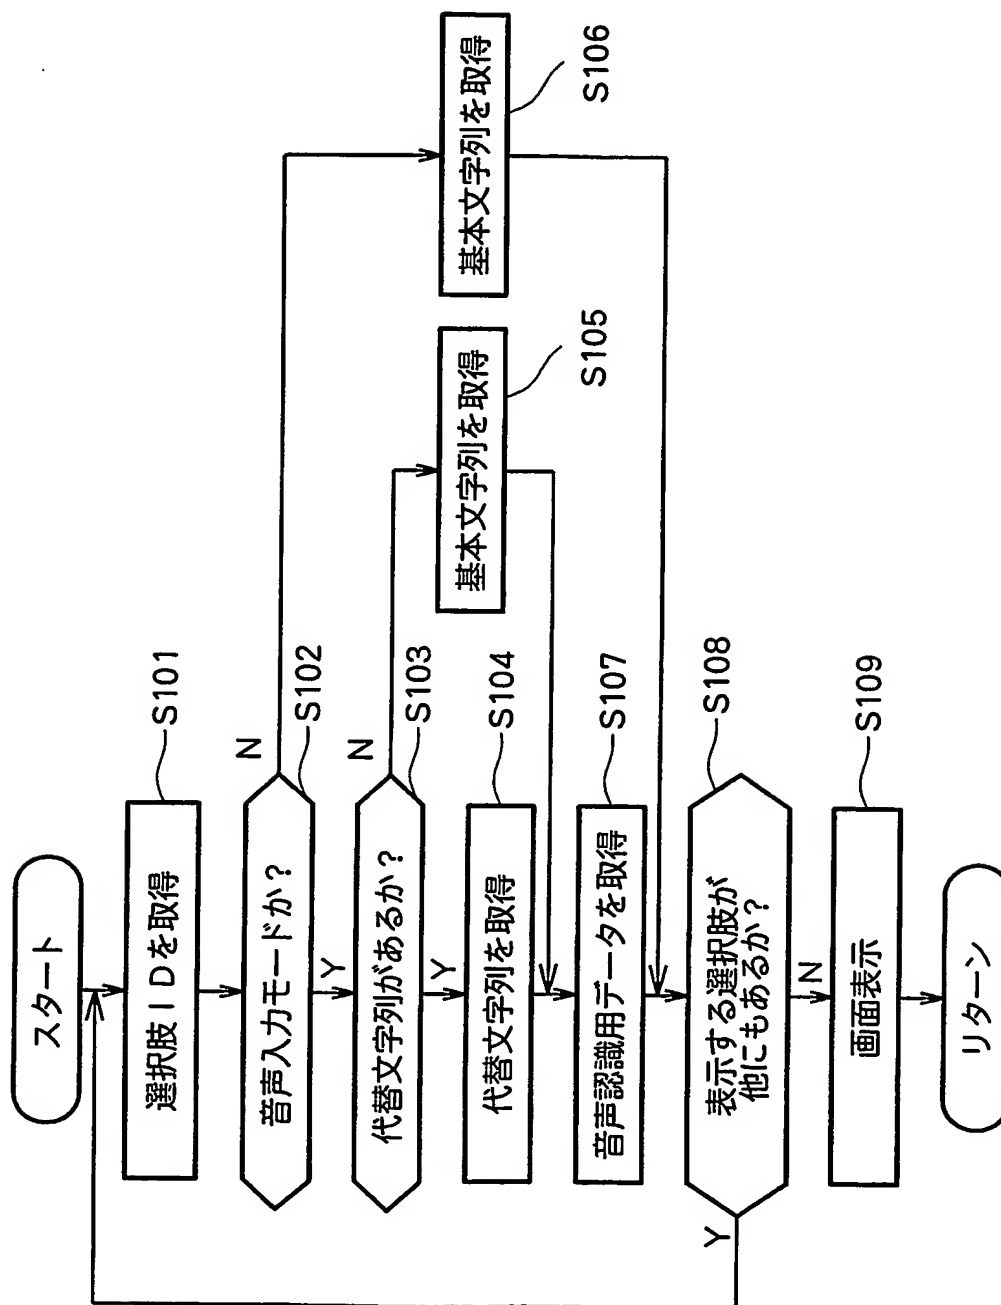 スタート
選択肢IDを取得
S101
音声入力モードか？
S102
N
Y
代替文字列があるか？
S103
N
Y
代替文字列を取得
S104
基本文字列を取得
S105
基本文字列を取得
S106
音声認識用データを取得
S107
表示する選択肢が
他にもあるか？
S108
Y
N
画面表示
S109
リターン